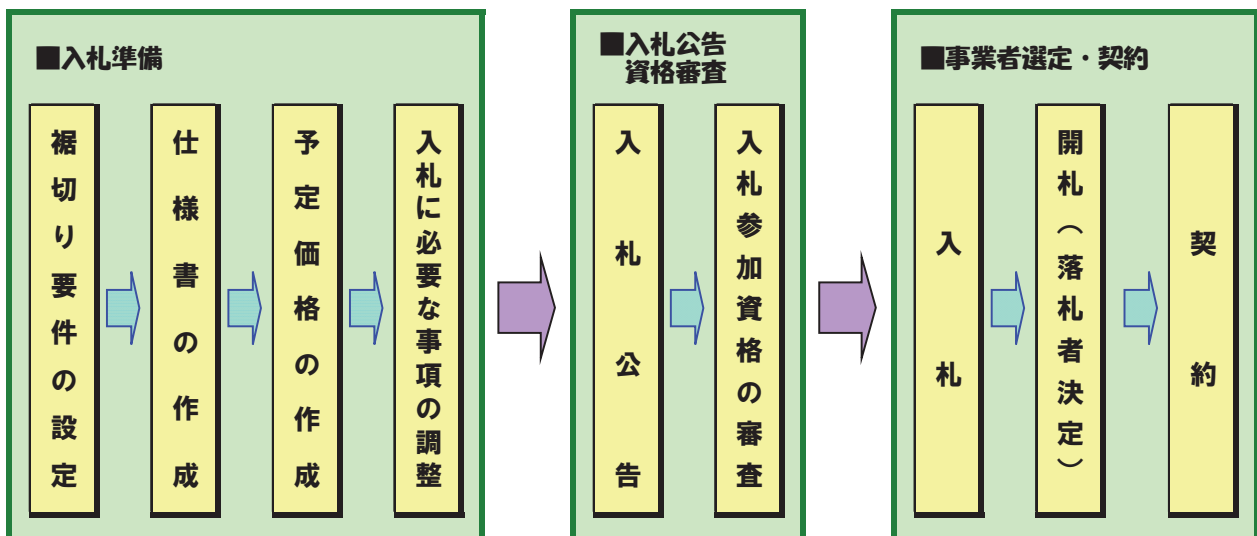 ■入札準備
裾切り要件の設定
仕様書の作成
予定価格の作成
入札に必要な事項の調整
■入札公告
資格審査
入札公告
入札参加資格の審査
■事業者選定・契約
入札
開札（落札者決定）
契約